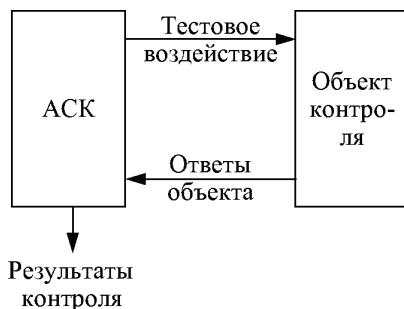 Тестовое
воздействие
АСК
Объект
контро-
ля
Ответы
объекта
Результаты
контроля